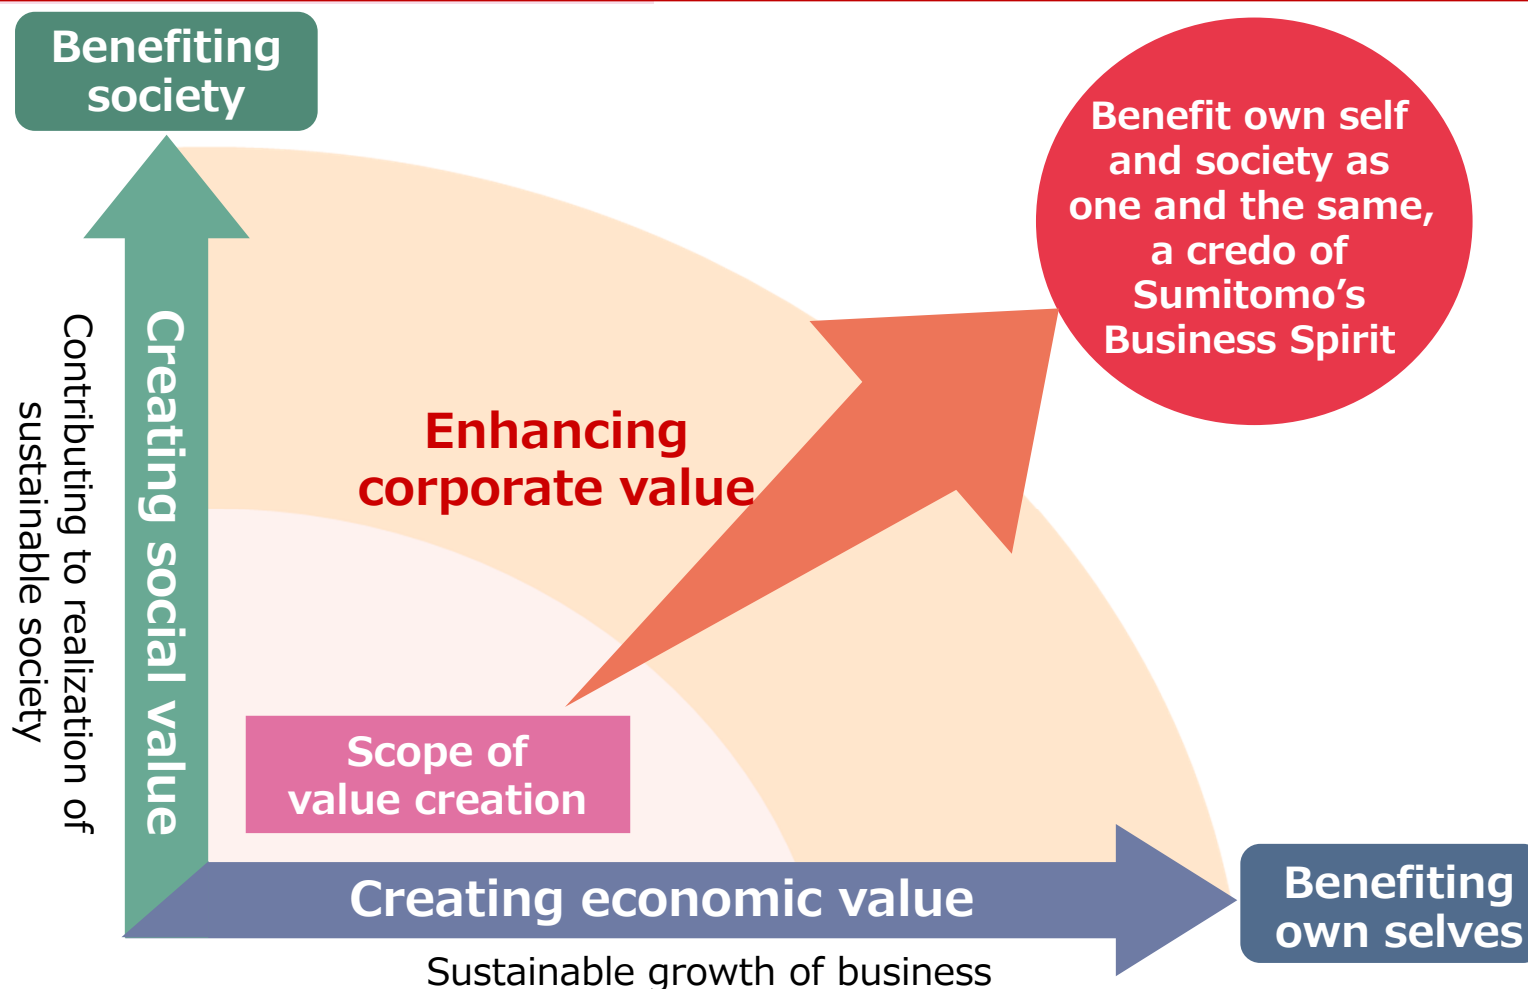 Benefiting
society
Benefit own self
and society as
one and the same,
a credo of
Sumitomo’s
Business Spirit
Contributing to realization of
sustainable society
Creating social value
Enhancing
corporate value
Scope of
value creation
Creating economic value
Benefiting
own selves
Sustainable growth of business